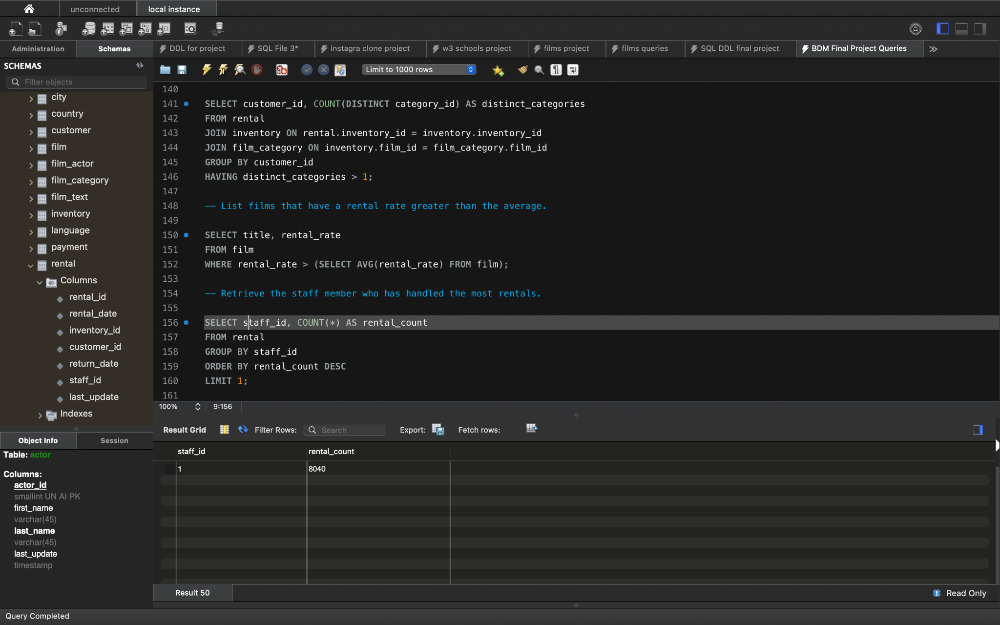 unconnected
local instance
Administration
Schemas
DDL for project
SQL File 3*
instagra clone project
w3 schools project
films project
films queries
SQL DDL final project
BDM Final Project Queries
SCHEMAS
Filter objects
Limit to 1000 rows
city
country
customer
film
film_actor
film_category
film_text
inventory
language
payment
rental
Columns
rental_id
rental_date
inventory_id
customer_id
return_date
staff_id
last_update
Indexes
140
141 SELECT customer_id, COUNT(DISTINCT category_id) AS distinct_categories
142 FROM rental
143 JOIN inventory ON rental.inventory_id = inventory.inventory_id
144 JOIN film_category ON inventory.film_id = film_category.film_id
145 GROUP BY customer_id
146 HAVING distinct_categories > 1;
147
148 -- List films that have a rental rate greater than the average.
149
150 SELECT title, rental_rate
151 FROM film
152 WHERE rental_rate > (SELECT AVG(rental_rate) FROM film);
153
154 -- Retrieve the staff member who has handled the most rentals.
155
156 SELECT staff_id, COUNT(*) AS rental_count
157 FROM rental
158 GROUP BY staff_id
159 ORDER BY rental_count DESC
160 LIMIT 1;
161
100% 9:156
Object Info
Session
Table: actor
Columns:
actor_id
smallint UN AI PK
first_name
varchar(45)
last_name
varchar(45)
last_update
timestamp
Result Grid Filter Rows: Search Export: Fetch rows:
staff_id rental_count
1 8040
Result 50
Read Only
Query Completed